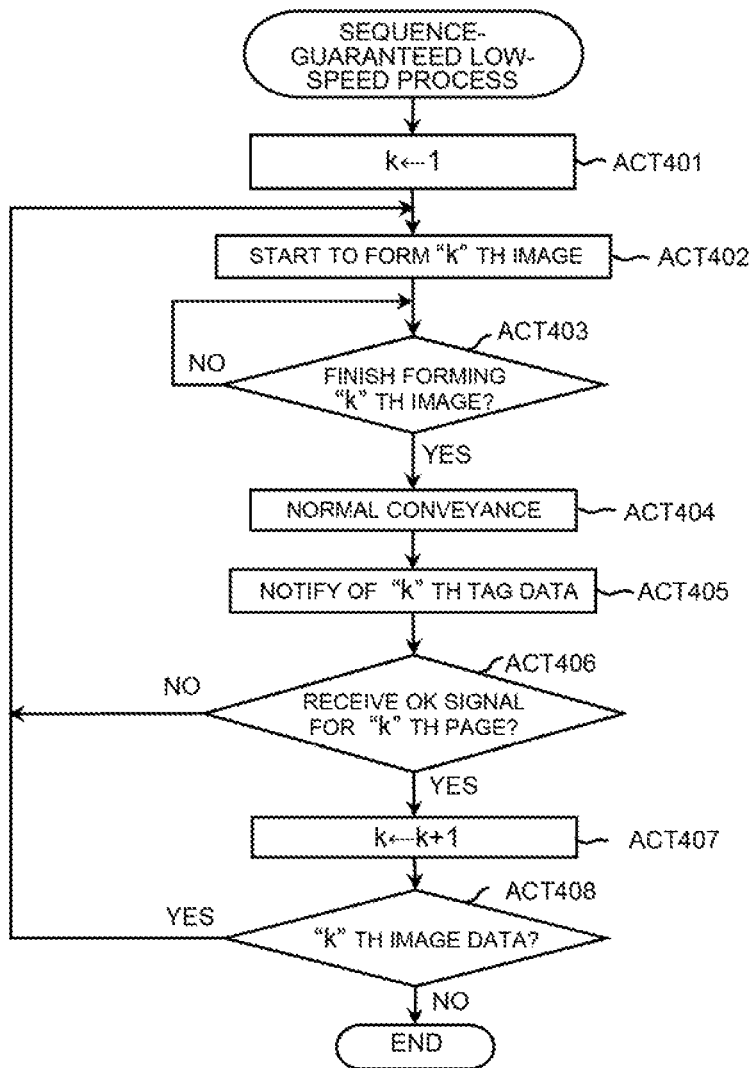 SEQUENCE-
GUARANTEED LOW-
SPEED PROCESS
k←1
ACT401
START TO FORM "k" TH IMAGE
ACT402
ACT403
NO
FINISH FORMING
"k" TH IMAGE?
YES
NORMAL CONVEYANCE
ACT404
NOTIFY OF "k" TH TAG DATA
ACT405
ACT406
NO
RECEIVE OK SIGNAL
FOR "k" TH PAGE?
YES
k←k+1
ACT407
ACT408
YES
"k" TH IMAGE DATA?
NO
END